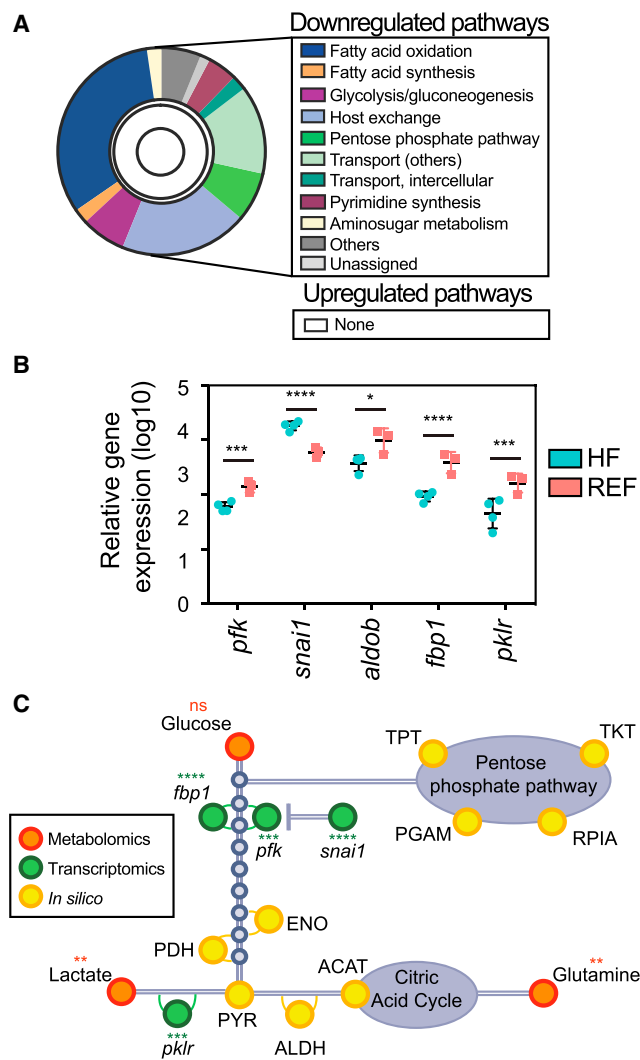 A
Downregulated pathways
Fatty acid oxidation
Fatty acid synthesis
Glycolysis/gluconeogenesis
Host exchange
Pentose phosphate pathway
Transport (others)
Transport, intercellular
Pyrimidine synthesis
Aminosugar metabolism
Others
Unassigned
Upregulated pathways
None
B
Relative gene
expression (log10)
5
4
3
2
1
0
***
****
*
****
***
pfk
snai1
aldob
fbp1
pklr
HF
REF
C
ns
Glucose
****
fbp1
***
pfk
****
snai1
TPT
TKT
Pentose
phosphate pathway
PGAM
RPIA
Metabolomics
Transcriptomics
In silico
ENO
PDH
**
Lactate
ACAT
Citric
Acid Cycle
**
Glutamine
PYR
ALDH
***
pklr